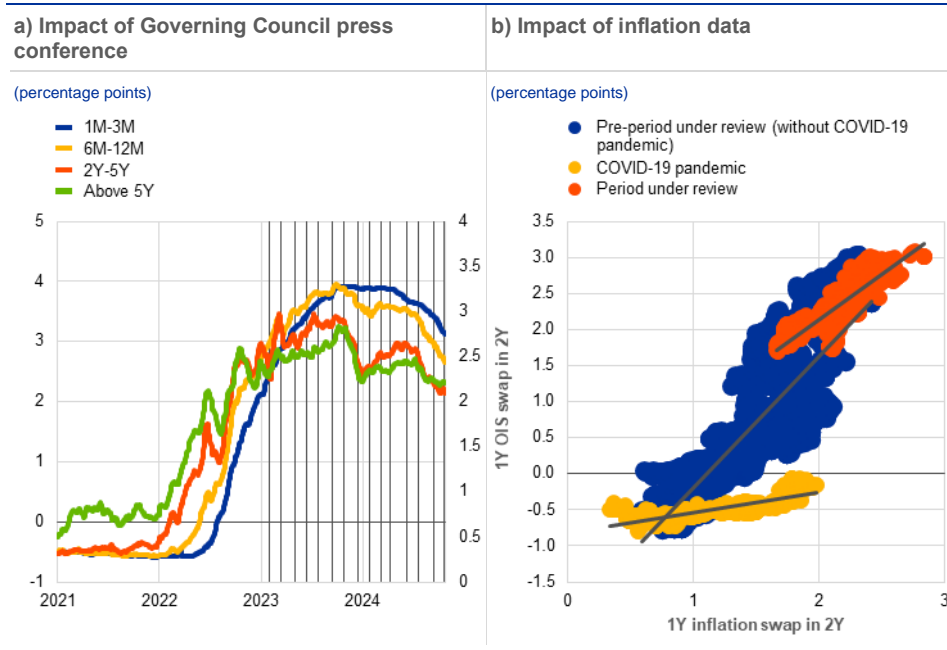 a) Impact of Governing Council press
conference
(percentage points)
1M-3M
6M-12M
2Y-5Y
Above 5Y
5
4
3
2
1
0
-1
4
3.5
3
2.5
2
1.5
1
0.5
0
2021
2022
2023
2024
b) Impact of inflation data
(percentage points)
Pre-period under review (without COVID-19
pandemic)
COVID-19 pandemic
Period under review
1Y OIS swap in 2Y
3.5
3.0
2.5
2.0
1.5
1.0
0.5
0.0
-0.5
-1.0
-1.5
0
1
2
3
1Y inflation swap in 2Y